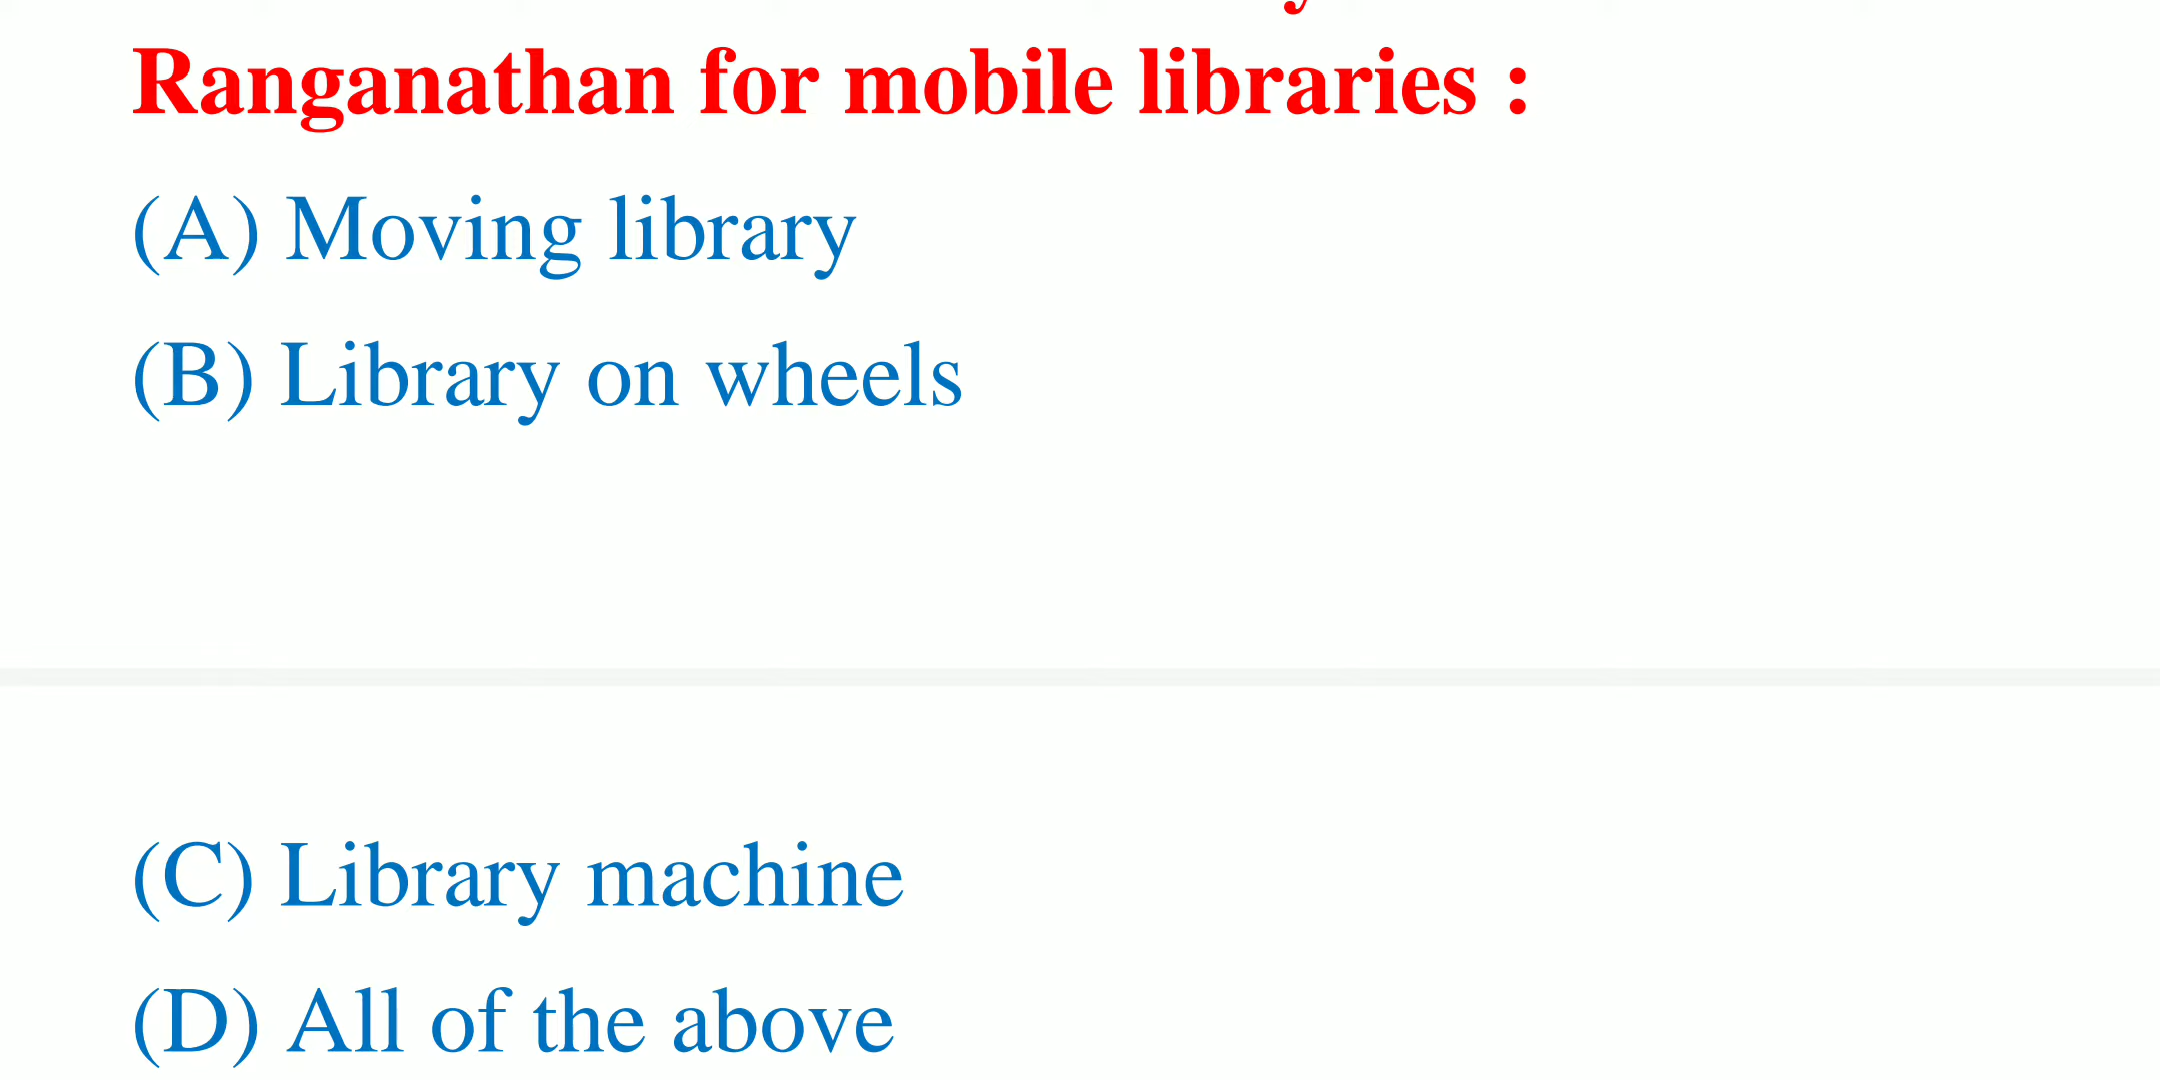 Ranganathan for mobile libraries :
(A) Moving library
(B) Library on wheels
(C) Library machine
(D) All of the above